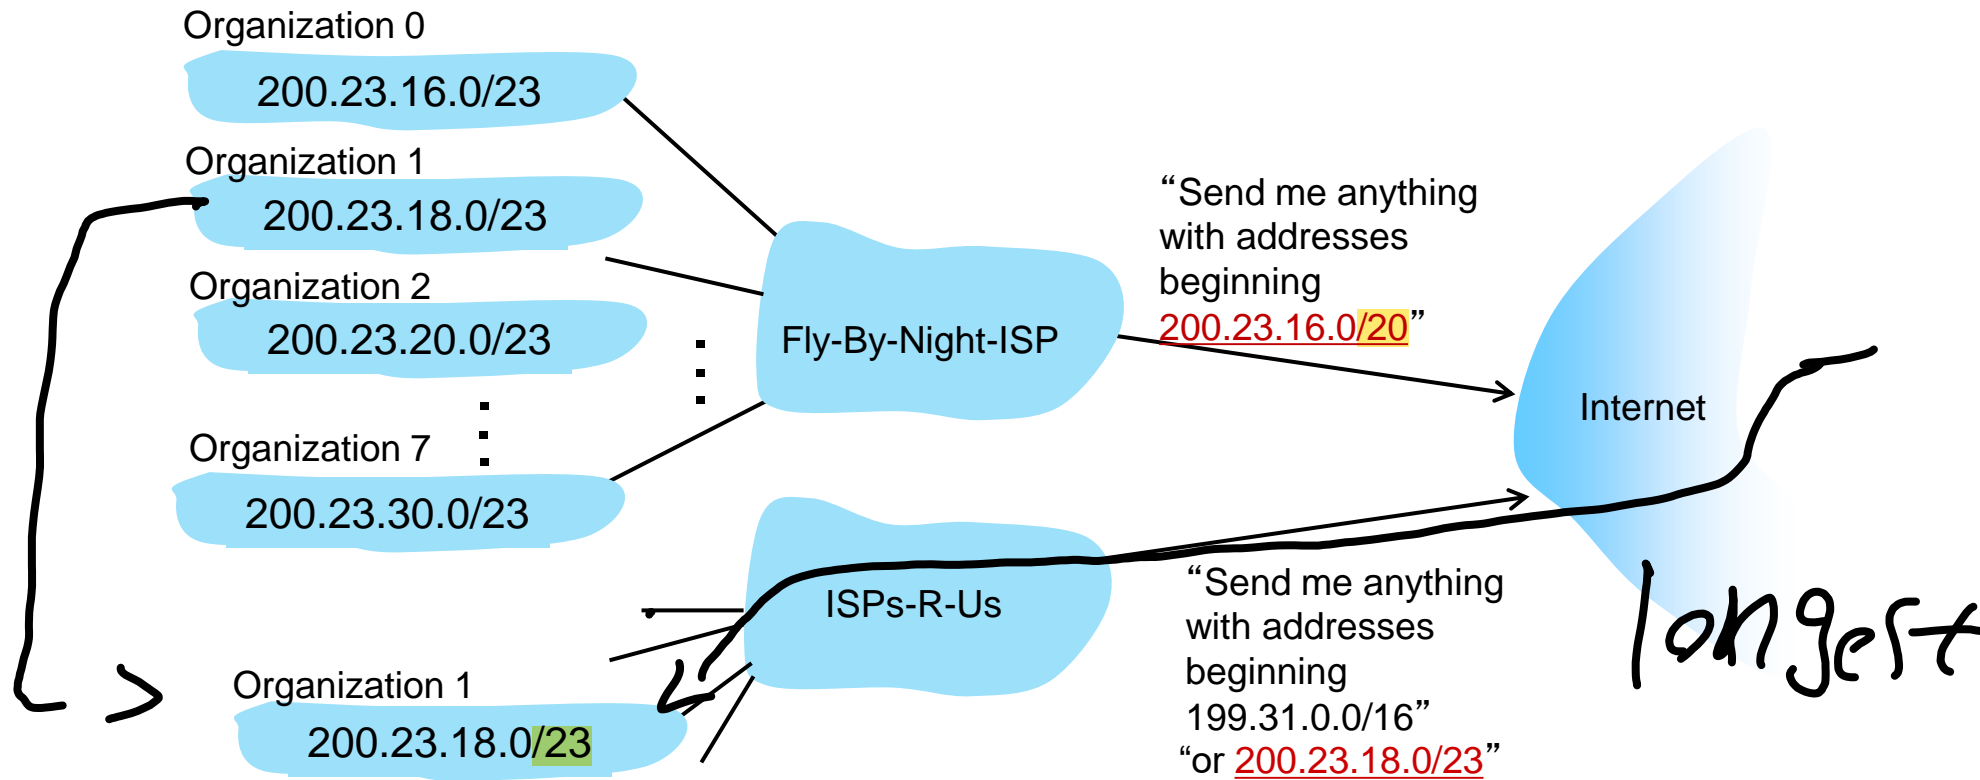 Organization 0
200.23.16.0/23
Organization 1
200.23.18.0/23
Organization 2
200.23.20.0/23
Organization 7
200.23.30.0/23
Fly-By-Night-ISP
“Send me anything
with addresses
beginning
200.23.16.0/20”
Internet
ISPs-R-Us
Organization 1
200.23.18.0/23
“Send me anything
with addresses
beginning
199.31.0.0/16”
“or 200.23.18.0/23”
longest